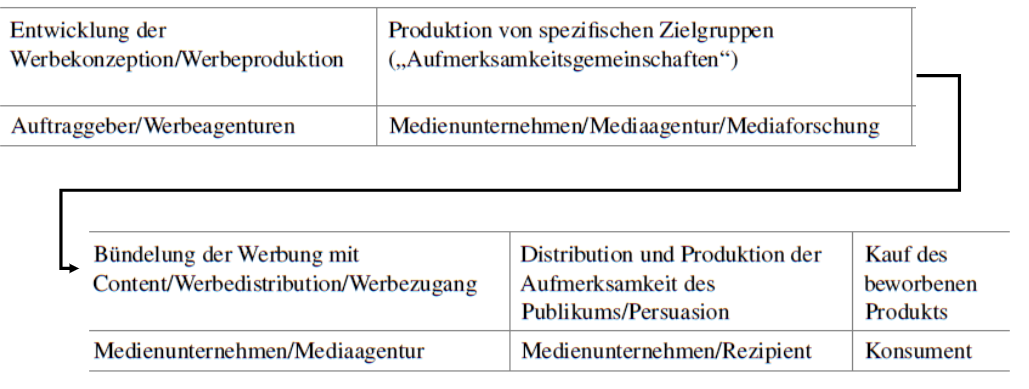 Entwicklung der
Werbekonzeption/Werbeproduktion
Produktion von spezifischen Zielgruppen
(„Aufmerksamkeitsgemeinschaften“)
Auftraggeber/Werbeagenturen
Medienunternehmen/Mediaagentur/Mediaforschung
Bündelung der Werbung mit
Content/Werbedistribution/Werbezugang
Distribution und Produktion der
Aufmerksamkeit des
Publikums/Persuasion
Kauf des
beworbenen
Produkts
Medienunternehmen/Mediaagentur
Medienunternehmen/Rezipient
Konsument